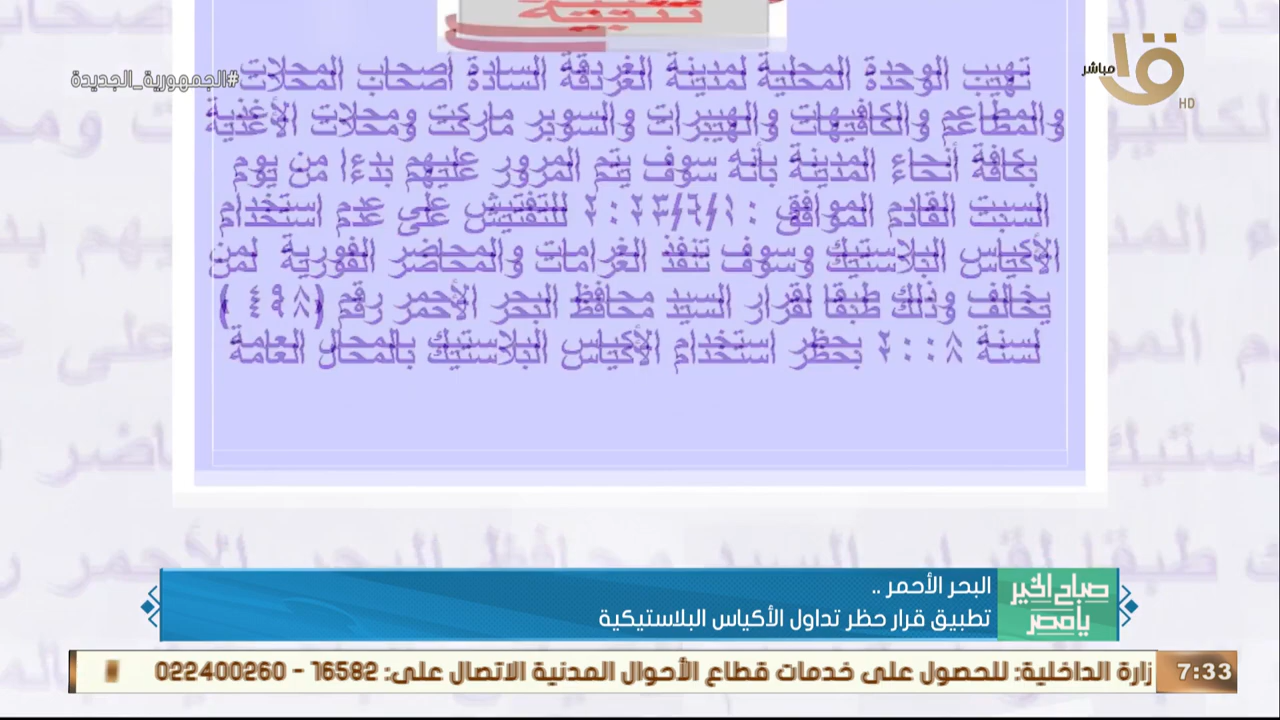 تنبيه
#الجمهورية_الجديدة
مباشر
HD
تهيب الوحدة المحلية لمدينة الغردقة السادة أصحاب المحلات
والمطاعم والكافيهات والهيبرات والسوبر ماركت ومحلات الأغذية
بكافة أنحاء المدينة بأنه سوف يتم المرور عليهم بدءا من يوم
السبت القادم الموافق ٢٠٢٣/٦/١٠ للتفتيش على عدم استخدام
الأكياس البلاستيك وسوف تنفذ الغرامات والمحاضر الفورية لمن
يخالف وذلك طبقا لقرار السيد محافظ البحر الأحمر رقم (٤٩٨)
لسنة ٢٠٠٨ بحظر استخدام الأكياس البلاستيك بالمحال العامة
صباح الخير
يا مصر
البحر الأحمر ..
تطبيق قرار حظر تداول الأكياس البلاستيكية
7:33
زارة الداخلية: للحصول على خدمات قطاع الأحوال المدنية الاتصال على: 16582 - 022400260